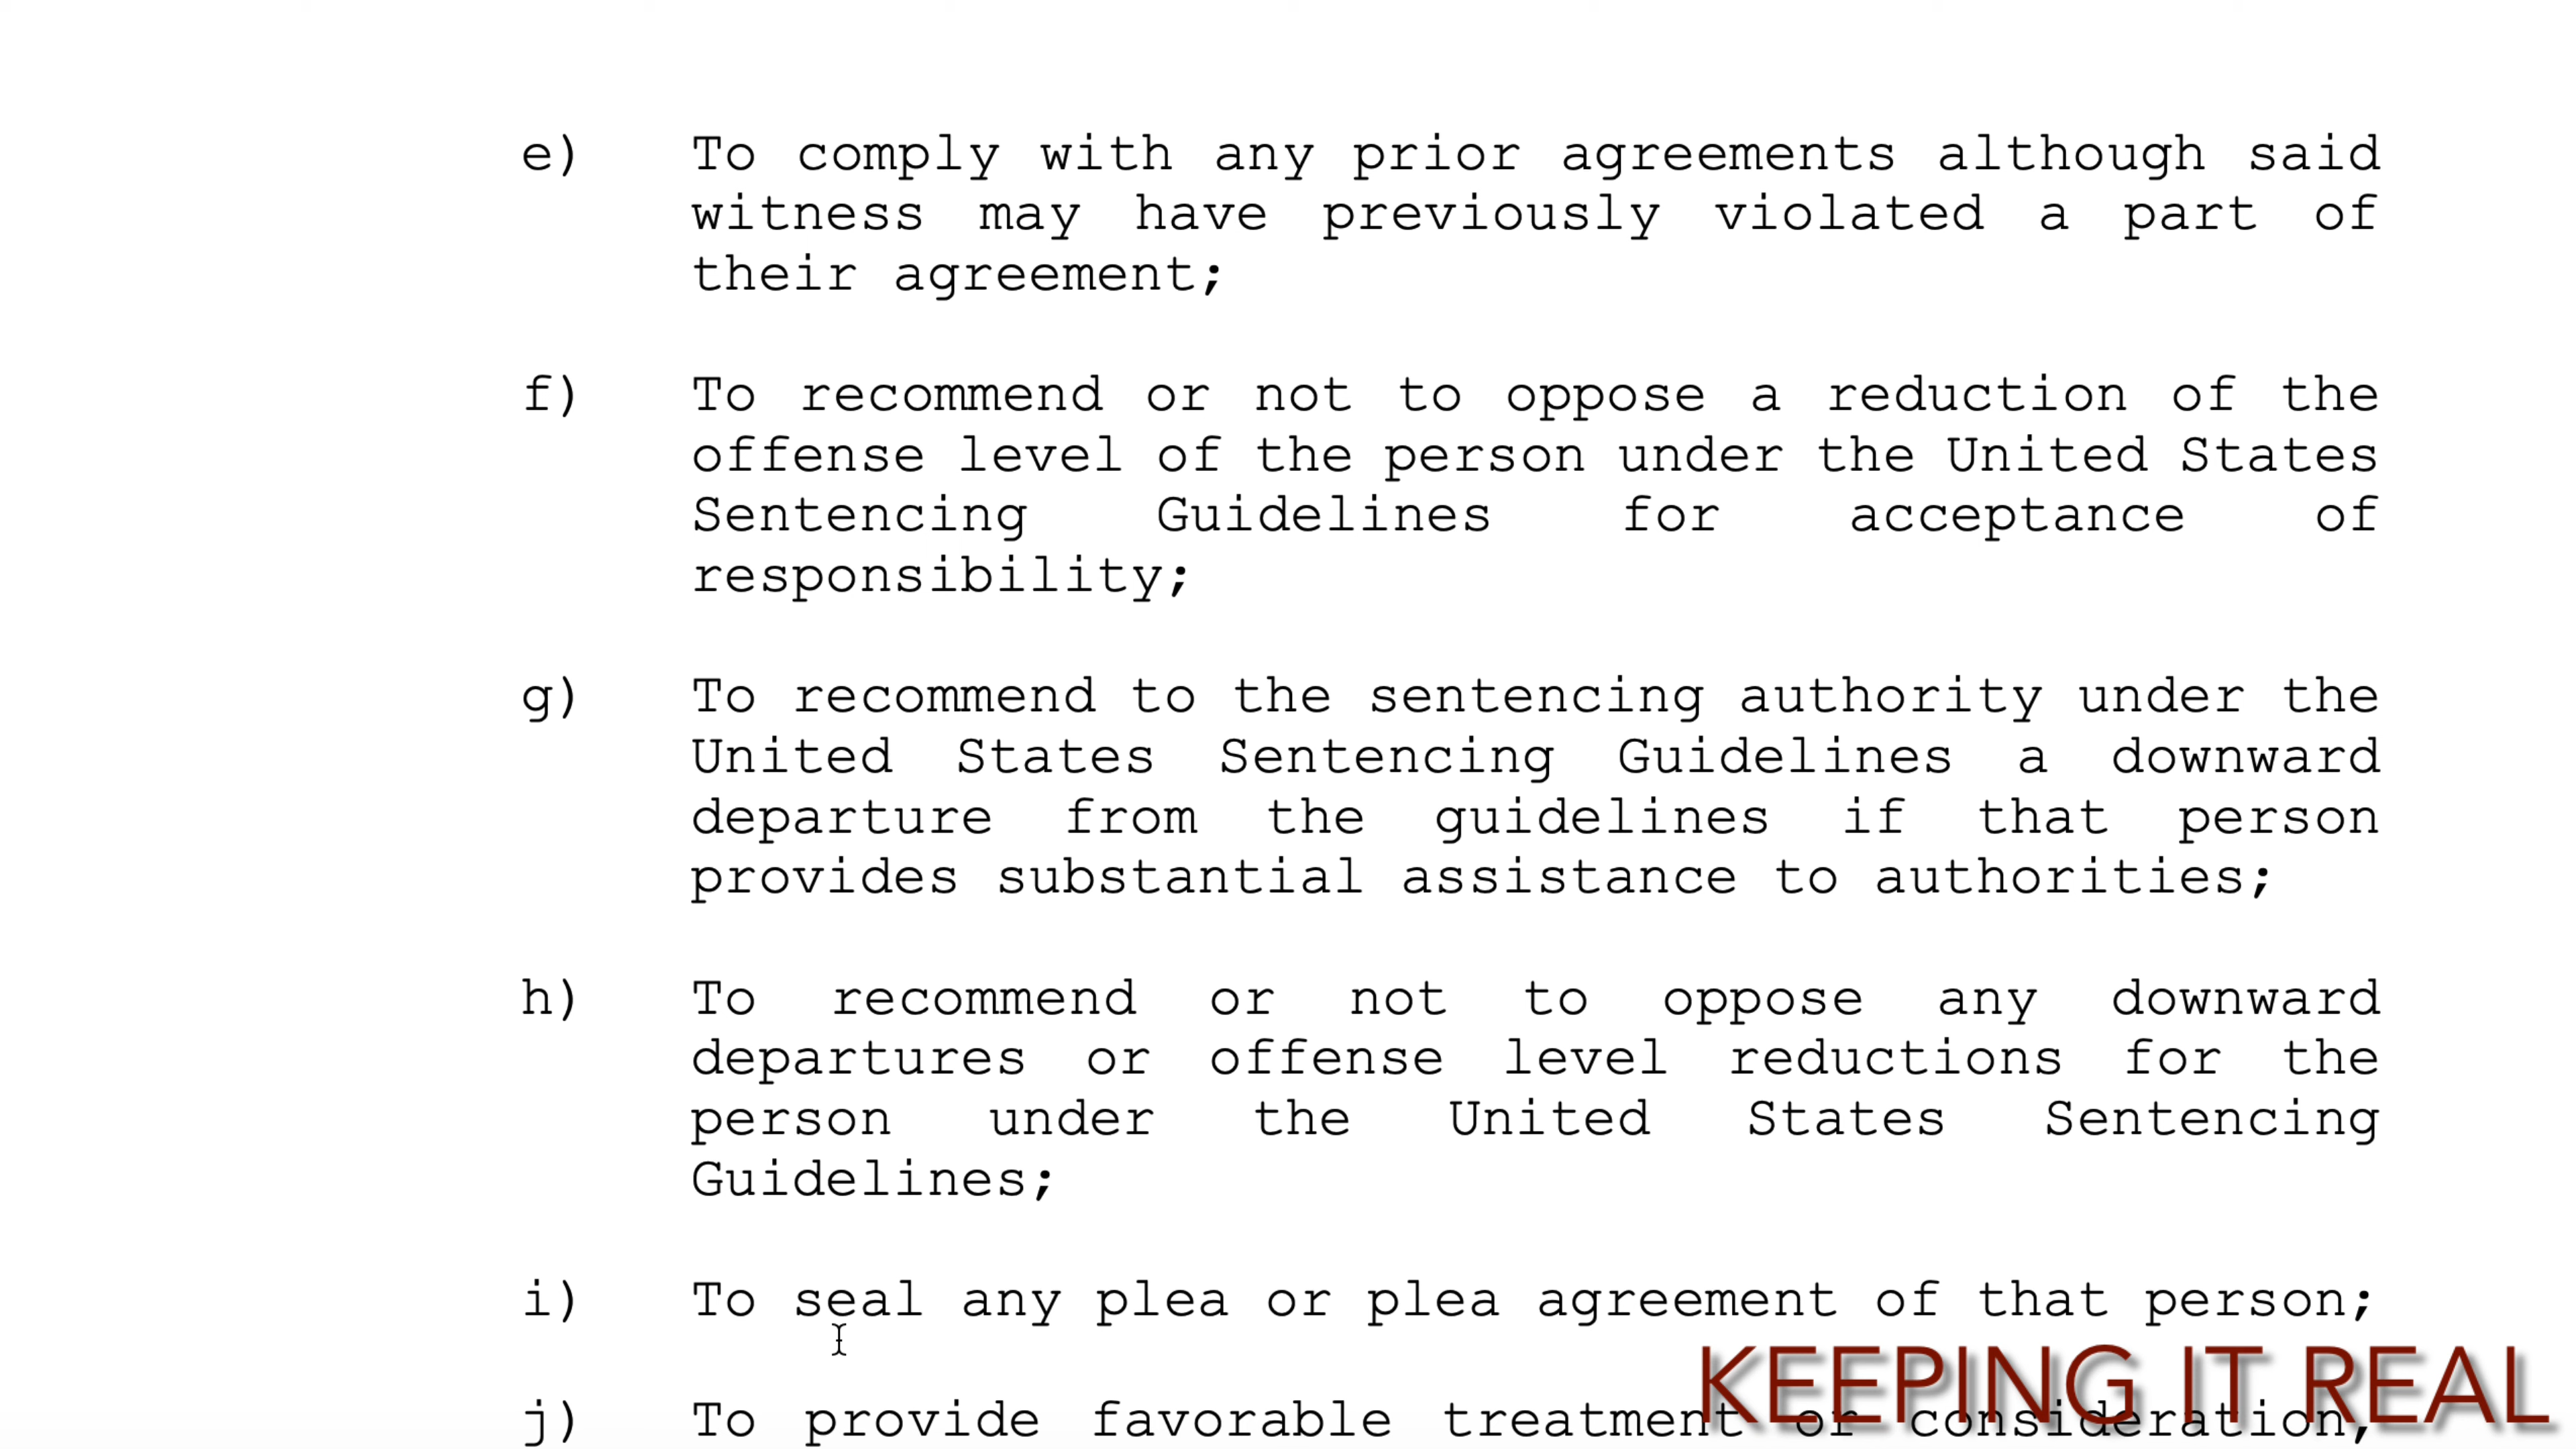 e) To comply with any prior agreements although said
witness may have previously violated a part of
their agreement;
f) To recommend or not to oppose a reduction of the
offense level of the person under the United States
Sentencing Guidelines for acceptance of
responsibility;
g) To recommend to the sentencing authority under the
United States Sentencing Guidelines a downward
departure from the guidelines if that person
provides substantial assistance to authorities;
h) To recommend or not to oppose any downward
departures or offense level reductions for the
person under the United States Sentencing
Guidelines;
i) To seal any plea or plea agreement of that person;
j) To provide favorable treatment or consideration,
KEEPING IT REAL